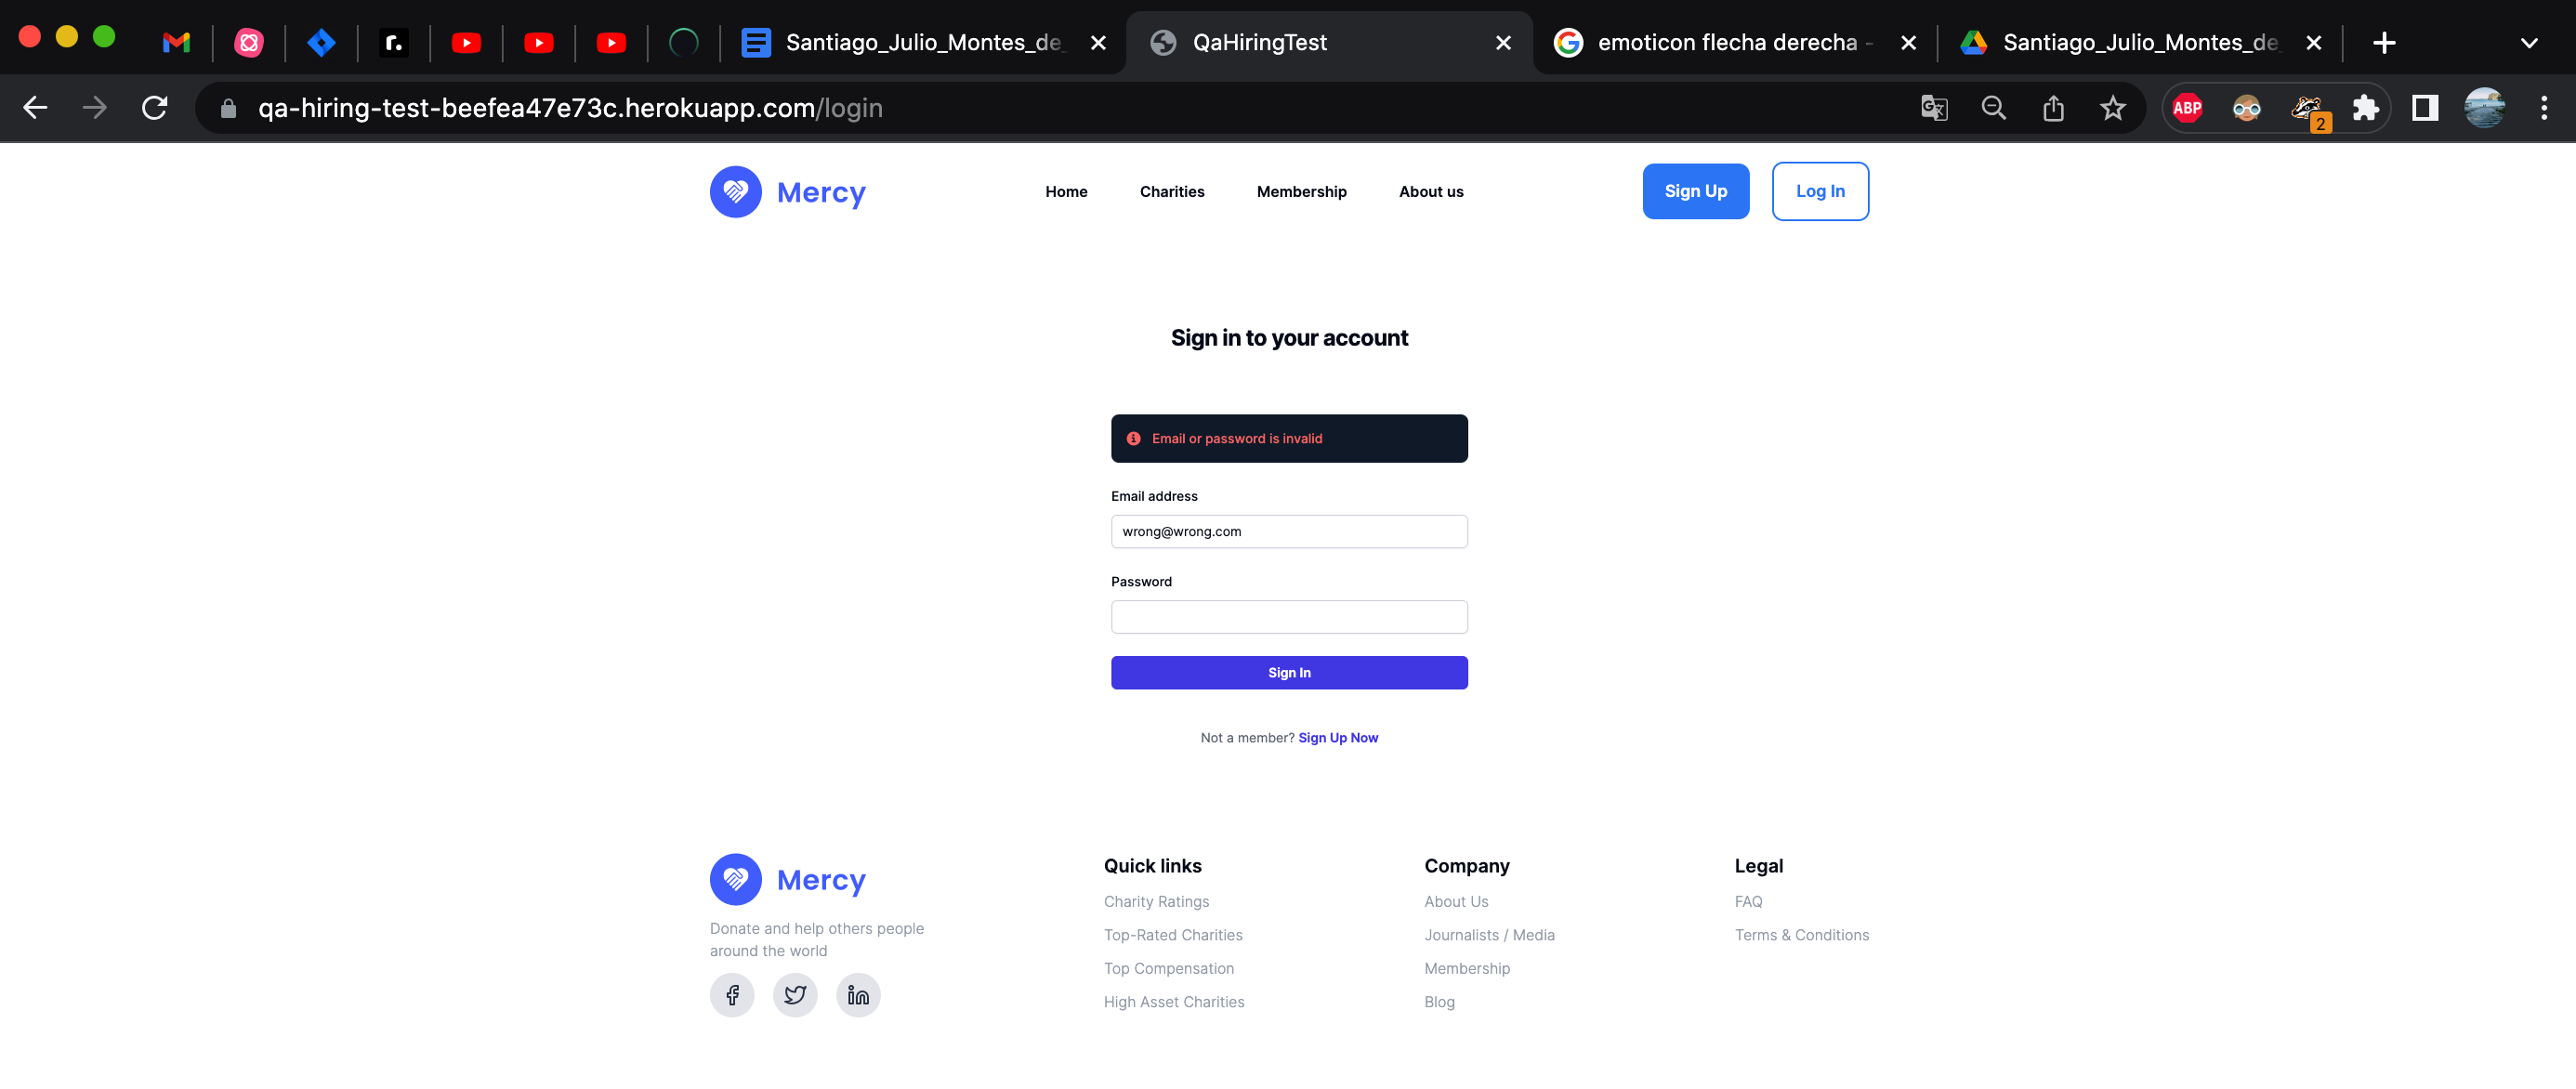 Santiago_Julio_Montes_de_
QaHiringTest
emoticon flecha derecha -
Santiago_Julio_Montes_de_
qa-hiring-test-beefea47e73c.herokuapp.com/login
ABP
2
Mercy
Home
Charities
Membership
About us
Sign Up
Log In
Sign in to your account
Email or password is invalid
Email address
wrong@wrong.com
Password
Sign In
Not a member? Sign Up Now
Mercy
Donate and help others people
around the world
Quick links
Charity Ratings
Top-Rated Charities
Top Compensation
High Asset Charities
Company
About Us
Journalists / Media
Membership
Blog
Legal
FAQ
Terms & Conditions